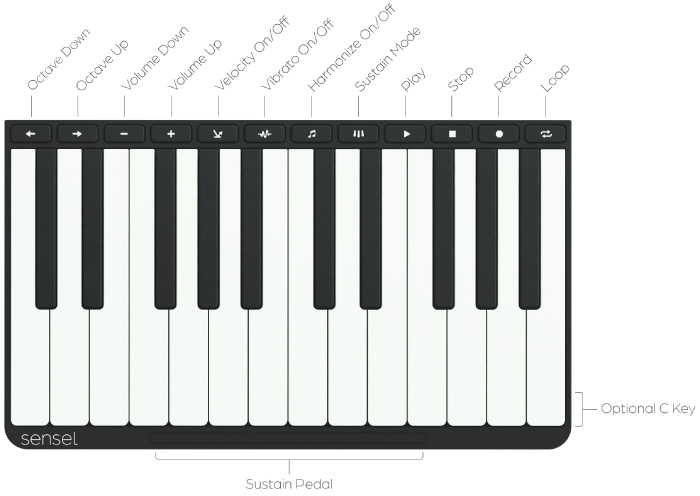 Octave Down
Octave Up
Volume Down
Volume Up
Velocity On/Off
Vibrato On/Off
Harmonize On/Off
Sustain Mode
Play
Stop
Record
Loop
Optional C Key
sensel
Sustain Pedal